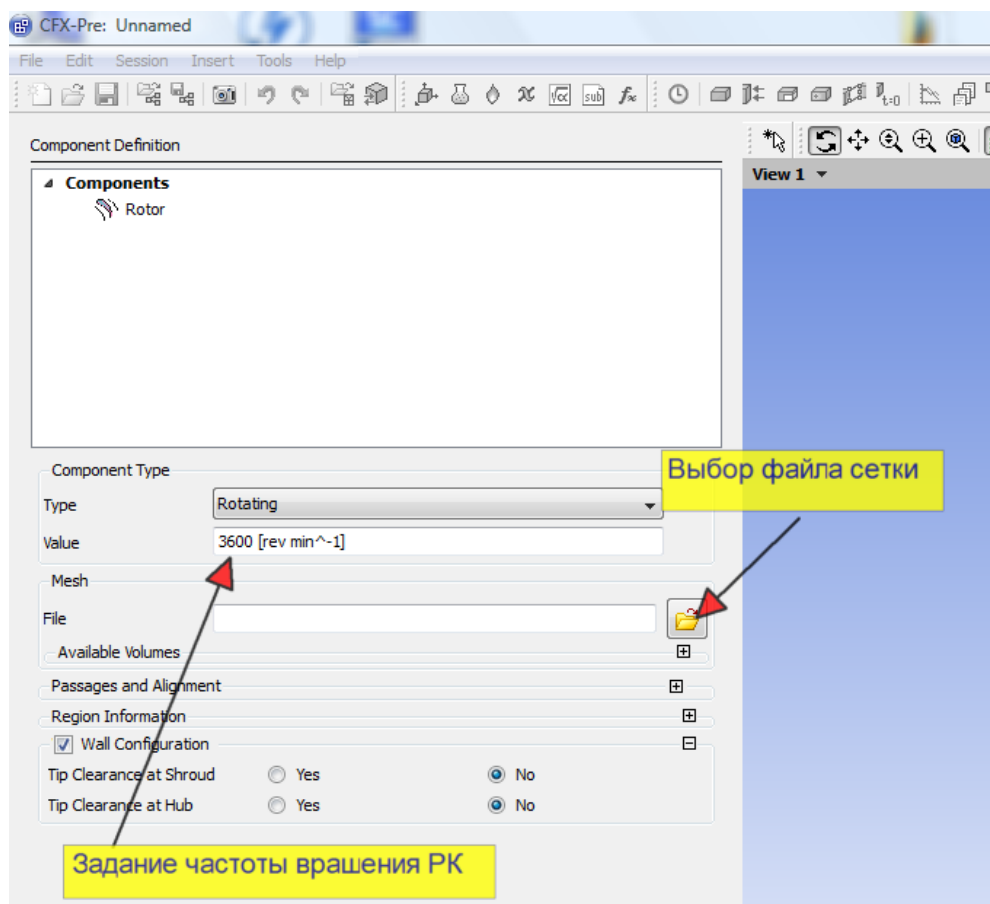 CFX-Pre: Unnamed
File Edit Session Insert Tools Help
Component Definition
View 1
Components
Rotor
Component Type
Выбор файла сетки
Type Rotating
Value 3600 [rev min^-1]
Mesh
File
Available Volumes
Passages and Alignment
Region Information
Wall Configuration
Tip Clearance at Shroud Yes No
Tip Clearance at Hub Yes No
Задание частоты врашения РК